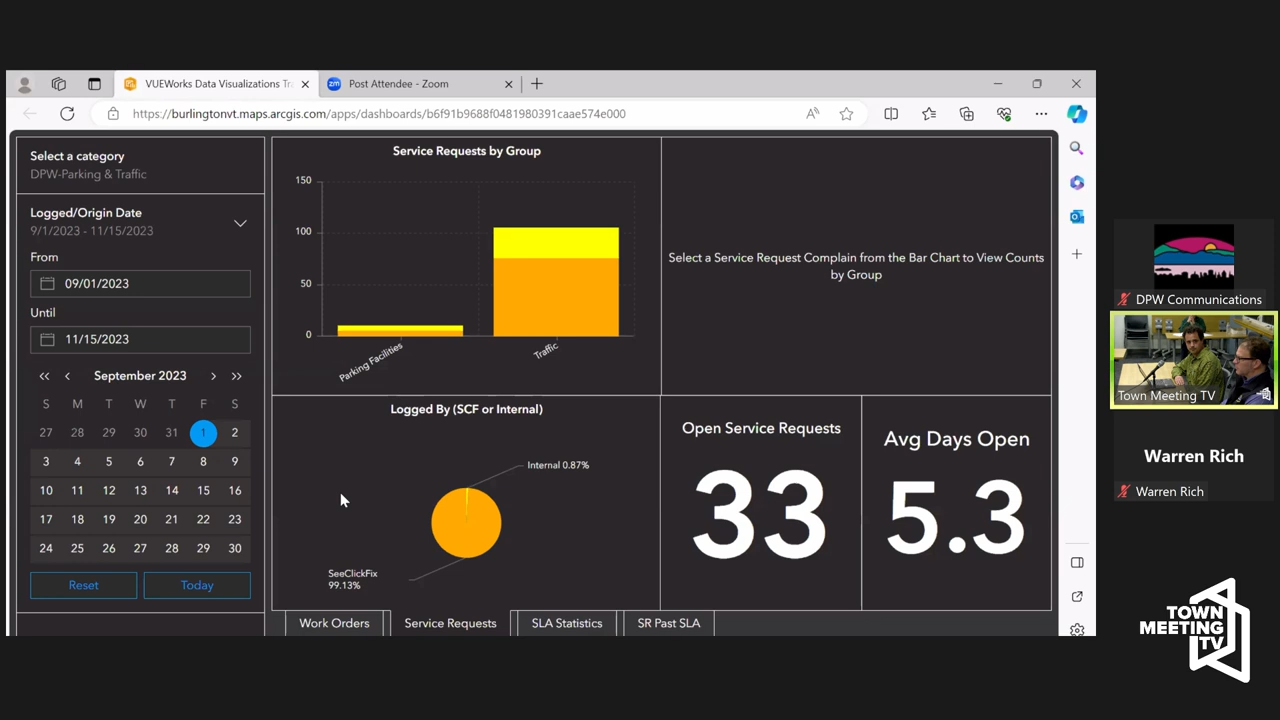 VUEWorks Data Visualizations Tr
Post Attendee - Zoom
https://burlingtonvt.maps.arcgis.com/apps/dashboards/b6f91b9688f0481980391caae574e000
Select a category
DPW-Parking & Traffic
Logged/Origin Date
9/1/2023 - 11/15/2023
From
09/01/2023
Until
11/15/2023
September 2023
S M T W T F S
27 28 29 30 31 1 2
3 4 5 6 7 8 9
10 11 12 13 14 15 16
17 18 19 20 21 22 23
24 25 26 27 28 29 30
Reset Today
Service Requests by Group
150
100
50
0
Parking Facilities
Traffic
Select a Service Request Complain from the Bar Chart to View Counts
by Group
Logged By (SCF or Internal)
Internal 0.87%
SeeClickFix
99.13%
Open Service Requests
33
Avg Days Open
5.3
Work Orders Service Requests SLA Statistics SR Past SLA
DPW Communications
Town Meeting TV
Warren Rich
Warren Rich
TOWN
MEETING
TV